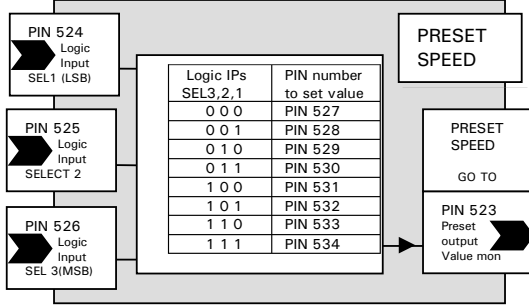 PIN 524
Logic
Input
SEL1 (LSB)
PIN 525
Logic
Input
SELECT 2
PIN 526
Logic
Input
SEL 3(MSB)
Logic IPs PIN number
SEL3,2,1 to set value
0 0 0 PIN 527
0 0 1 PIN 528
0 1 0 PIN 529
0 1 1 PIN 530
1 0 0 PIN 531
1 0 1 PIN 532
1 1 0 PIN 533
1 1 1 PIN 534
PRESET
SPEED
PRESET
SPEED
GO TO
PIN 523
Preset
output
Value mon